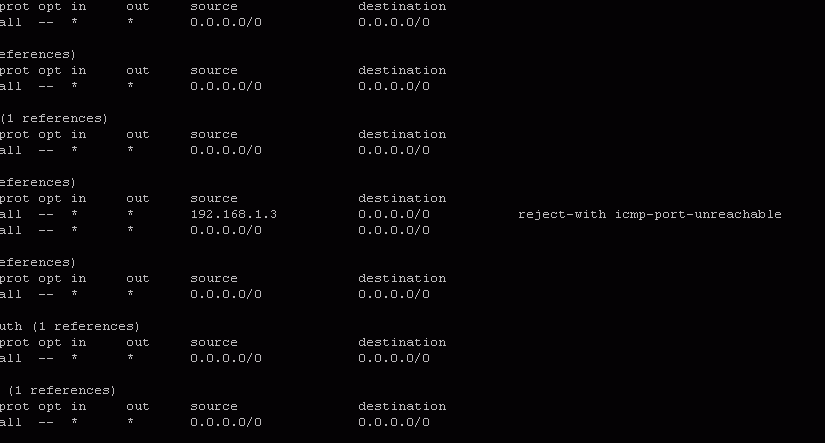 prot opt in out source destination
all -- * * 0.0.0.0/0 0.0.0.0/0
eferences)
prot opt in out source destination
all -- * * 0.0.0.0/0 0.0.0.0/0
(1 references)
prot opt in out source destination
all -- * * 0.0.0.0/0 0.0.0.0/0
eferences)
prot opt in out source destination
all -- * * 192.168.1.3 0.0.0.0/0 reject-with icmp-port-unreachable
all -- * * 0.0.0.0/0 0.0.0.0/0
eferences)
prot opt in out source destination
all -- * * 0.0.0.0/0 0.0.0.0/0
uth (1 references)
prot opt in out source destination
all -- * * 0.0.0.0/0 0.0.0.0/0
(1 references)
prot opt in out source destination
all -- * * 0.0.0.0/0 0.0.0.0/0